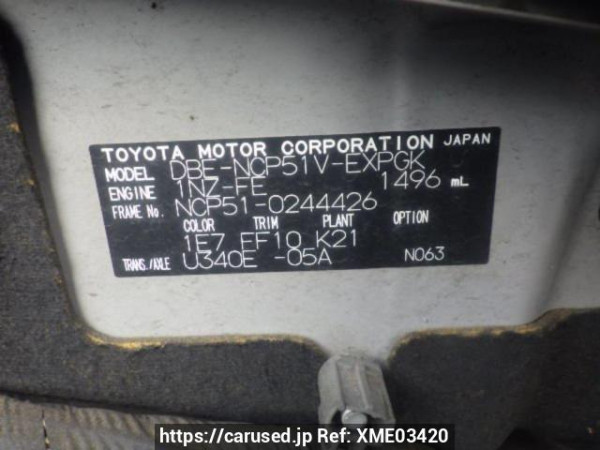 TOYOTA MOTOR CORPORATION JAPAN
MODEL DBE-NCP51V-EXPGK
ENGINE 1NZ-FE 1496 mL
FRAME No. NCP51-0244426
COLOR TRIM PLANT OPTION
1E7 FF10 K21
TRANS./AXLE U340E -05A N063
https://carused.jp Ref: XME03420